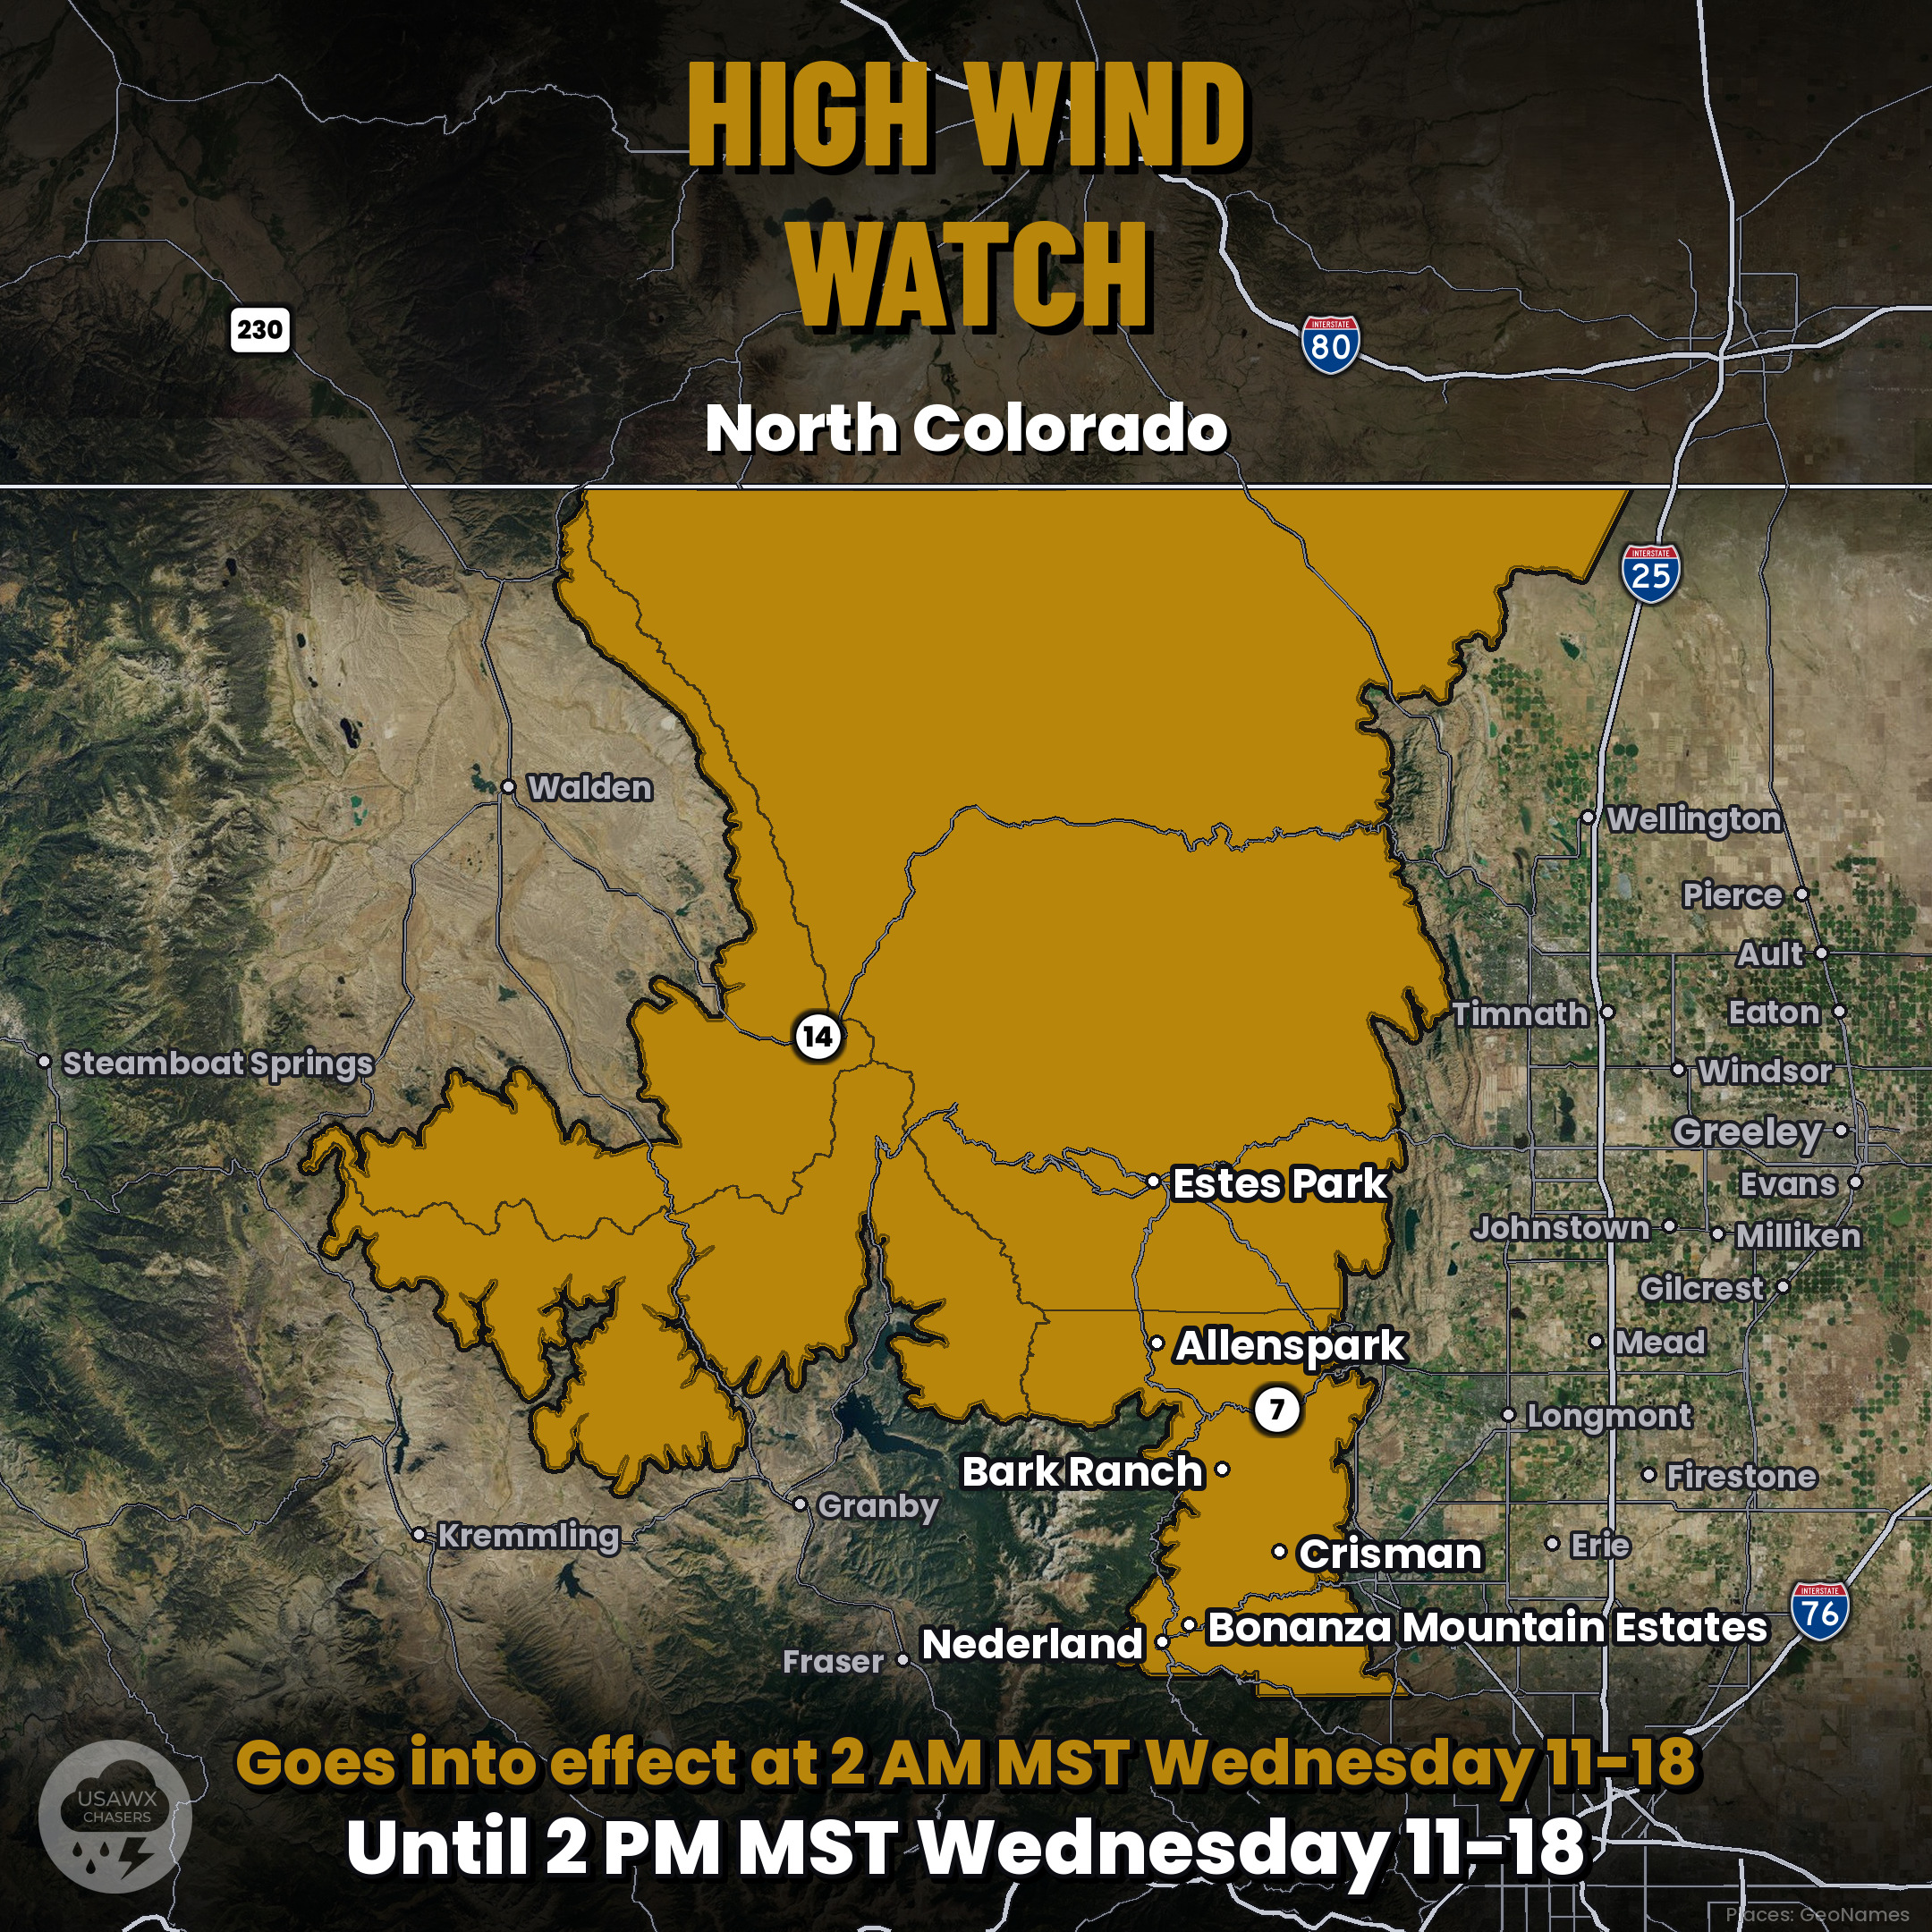 HIGH WIND
WATCH
230
INTERSTATE
80
North Colorado
INTERSTATE
25
Walden
Wellington
Pierce
Ault
Timnath
Eaton
14
Steamboat Springs
Windsor
Greeley
Estes Park
Evans
Johnstown
Milliken
Gilcrest
Allenspark
Mead
7
Longmont
Bark Ranch
Firestone
Granby
Kremmling
Crisman
Erie
INTERSTATE
76
Bonanza Mountain Estates
Nederland
Fraser
Goes into effect at 2 AM MST Wednesday 11-18
USAWX
CHASERS
Until 2 PM MST Wednesday 11-18
Places: GeoNames